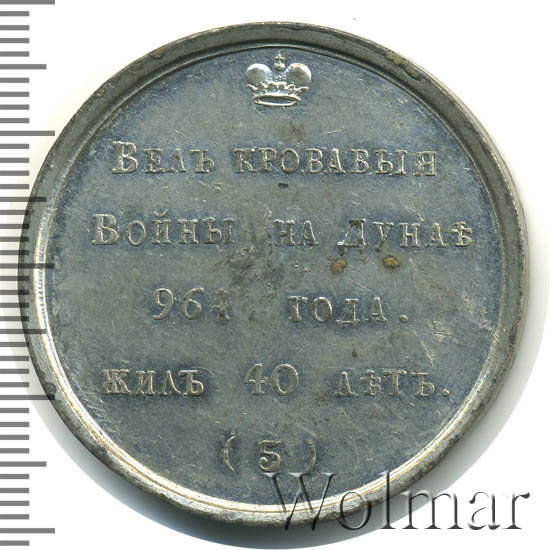 Велъ кровавыя
Войны на Дунаѣ
964 года.
жилъ 40 лѣтъ.
(5)
Wolmar